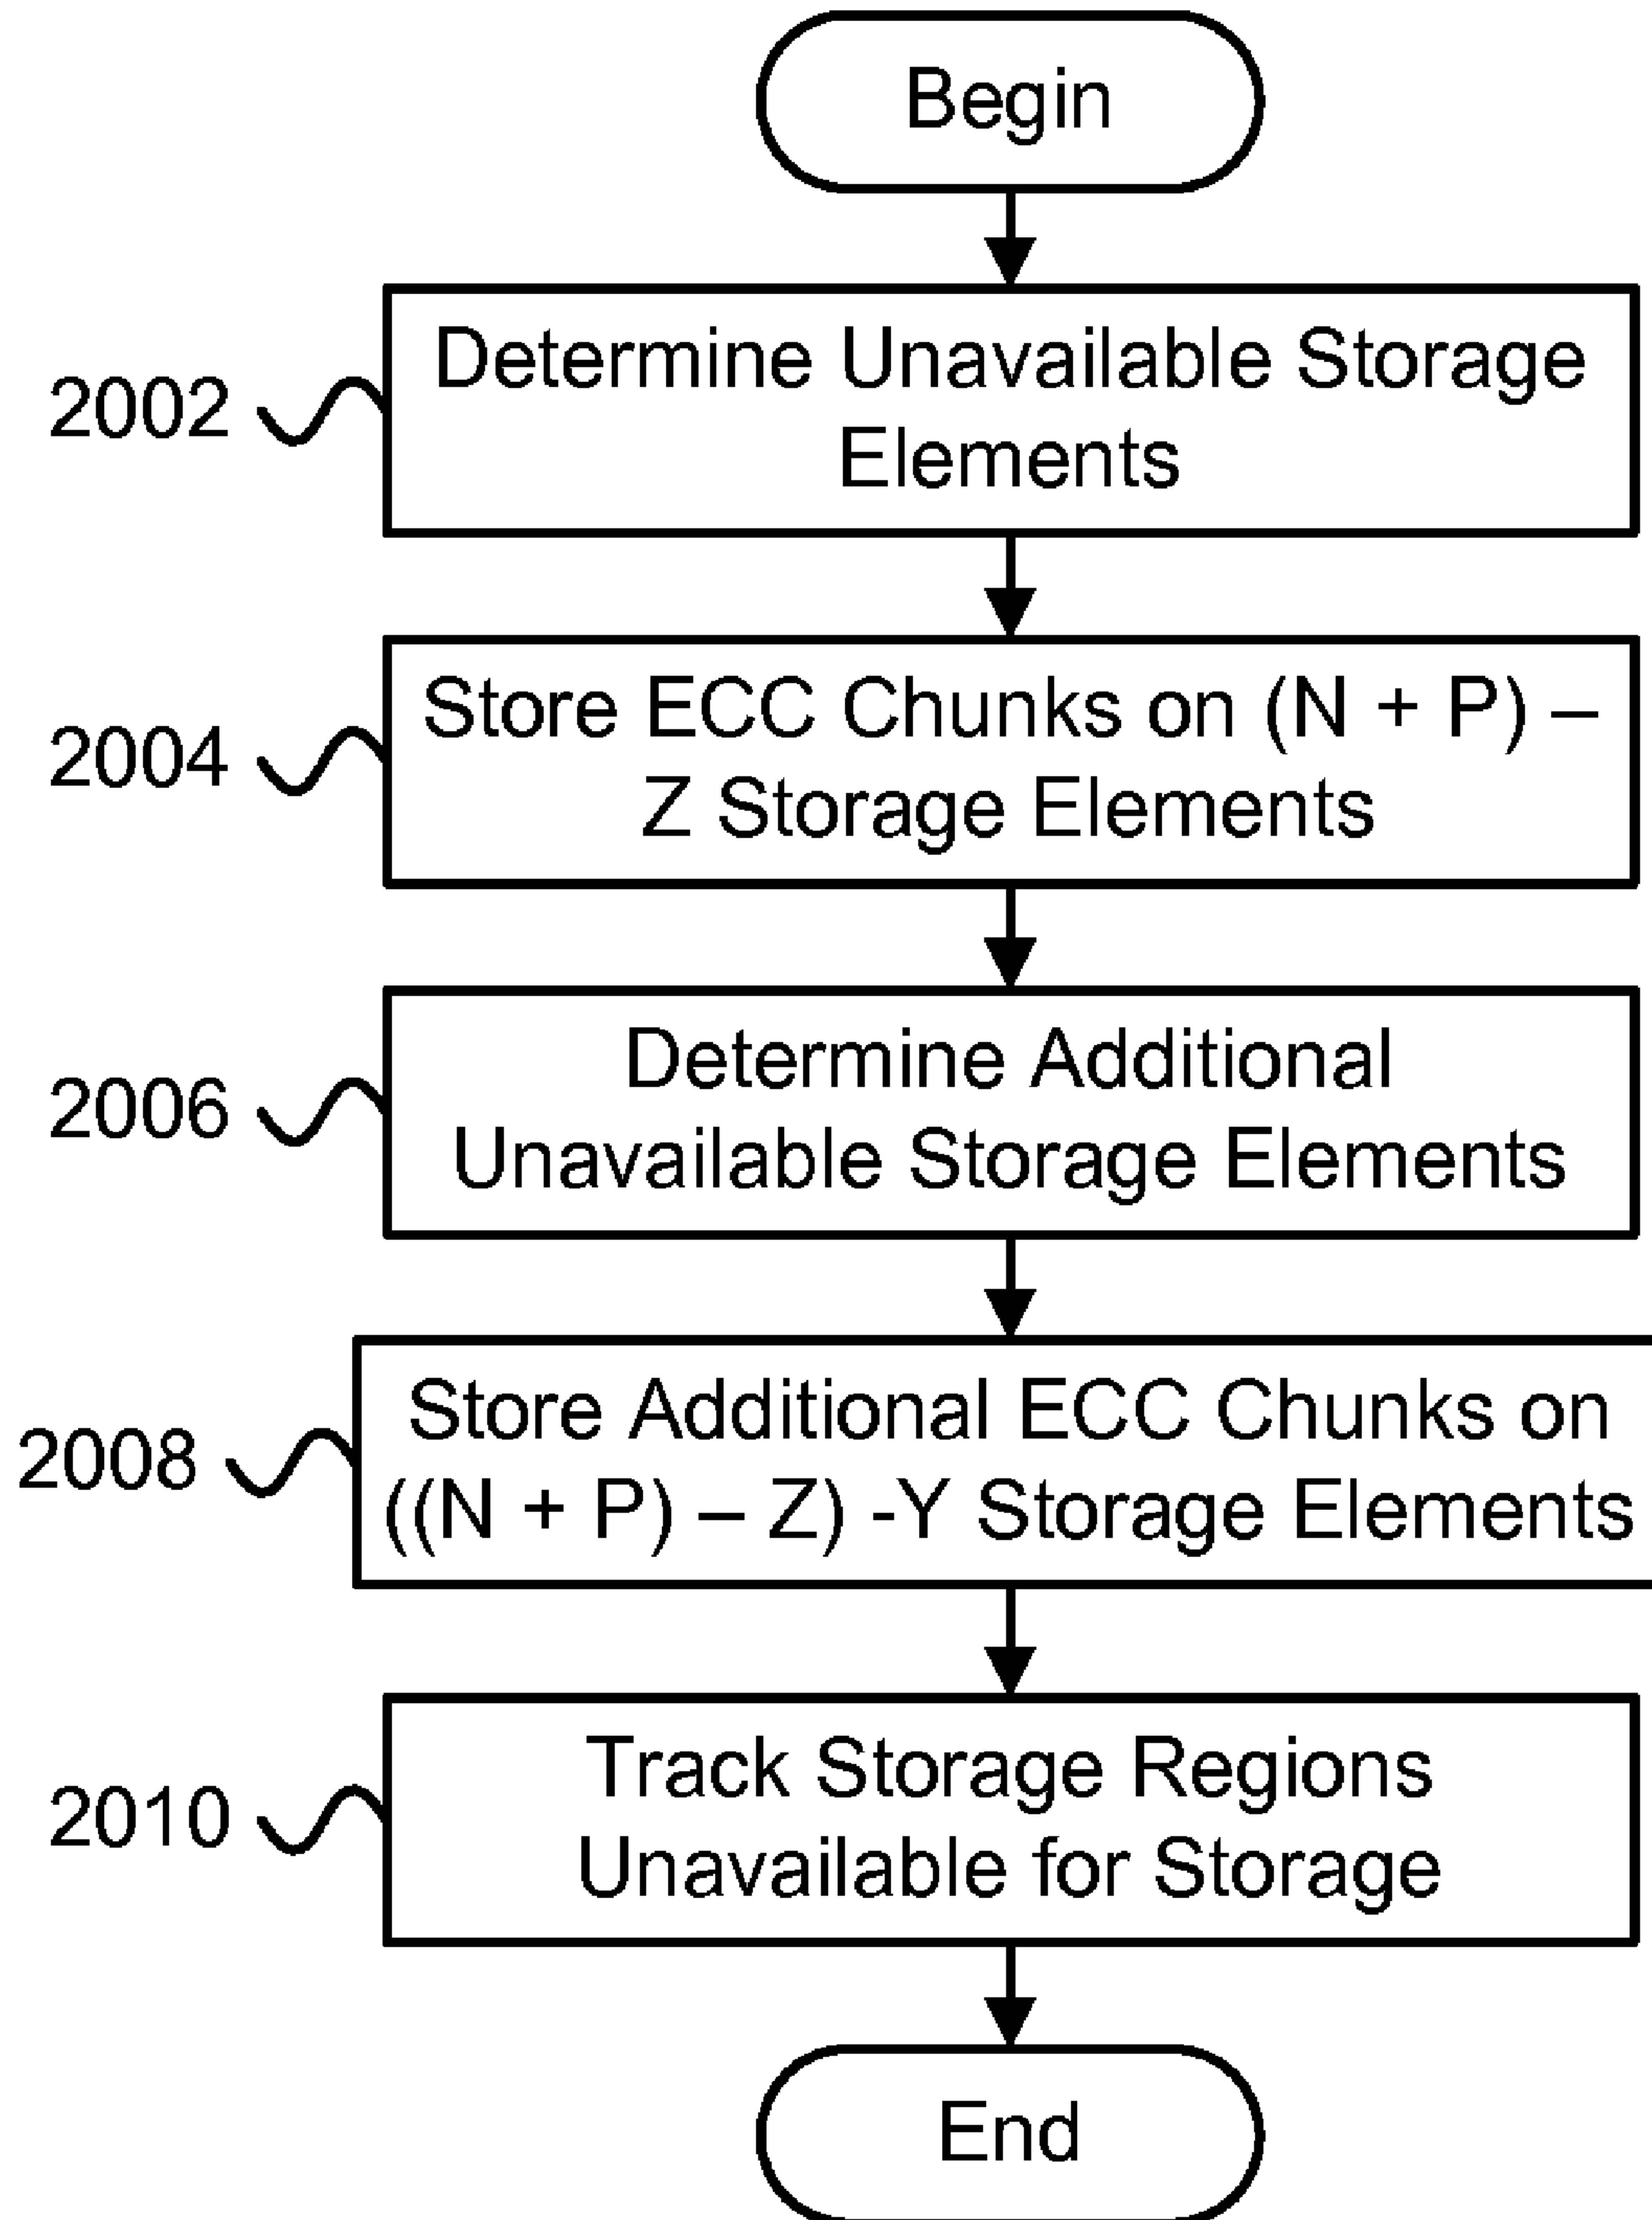 Begin
2002
Determine Unavailable Storage
Elements
2004
Store ECC Chunks on (N + P) –
Z Storage Elements
2006
Determine Additional
Unavailable Storage Elements
2008
Store Additional ECC Chunks on
((N + P) – Z) -Y Storage Elements
2010
Track Storage Regions
Unavailable for Storage
End